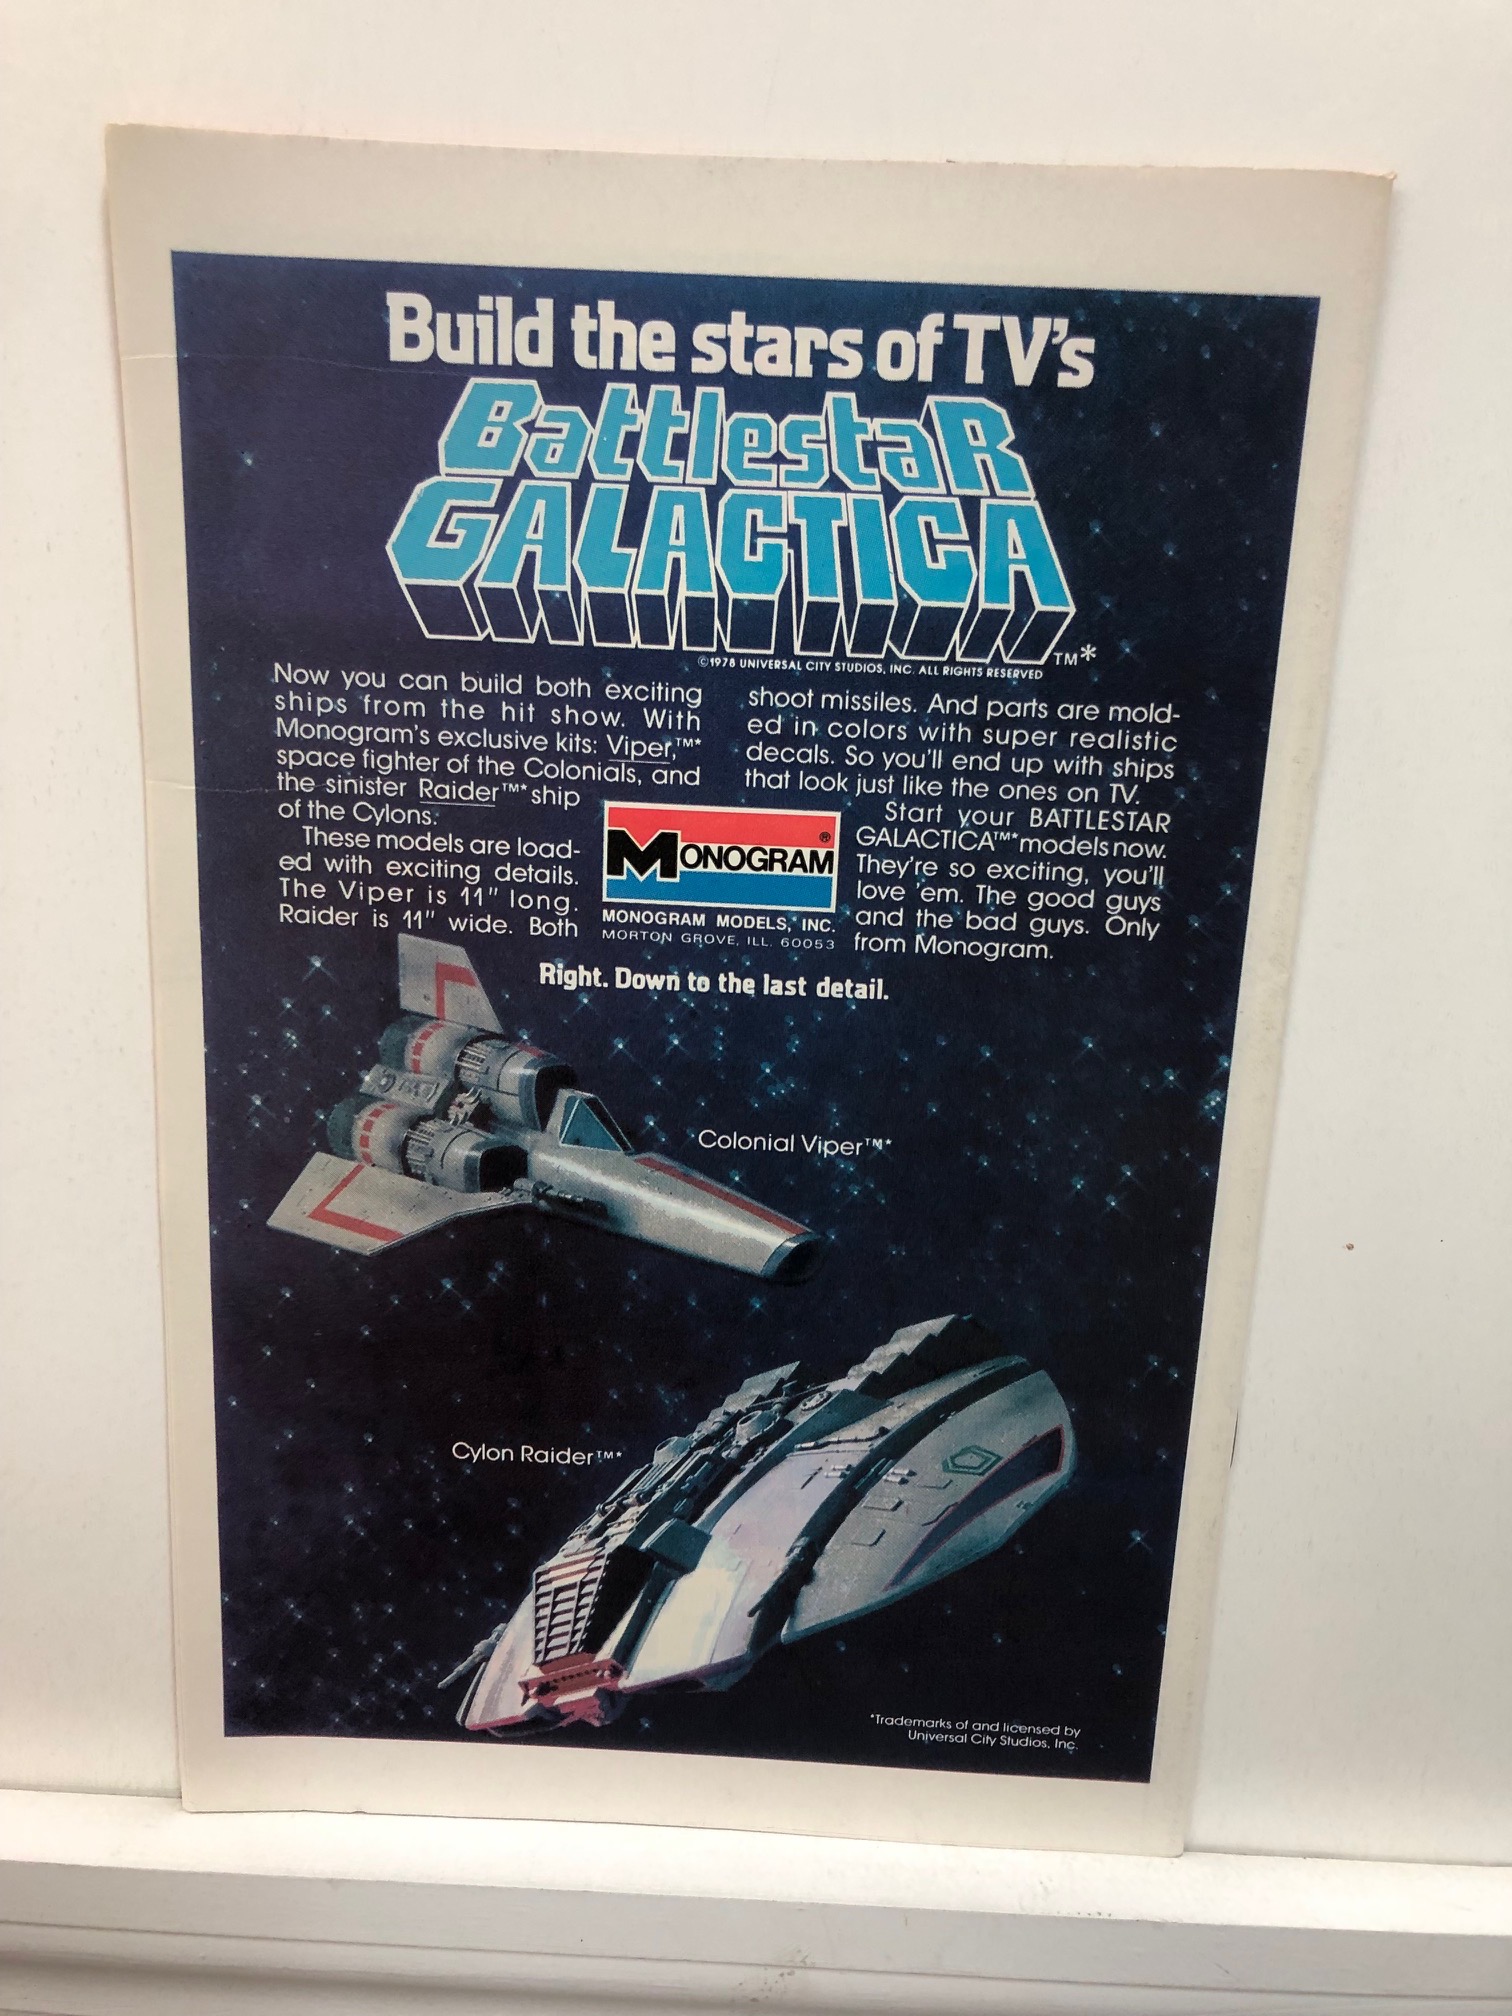 Build the stars of TV's
Battlestar
GALACTICA
TM*
©1978 UNIVERSAL CITY STUDIOS, INC. ALL RIGHTS RESERVED
Now you can build both exciting
ships from the hit show. With
Monogram's exclusive kits: Viper,™*
space fighter of the Colonials, and
the sinister Raider™* ship
of the Cylons.
These models are load-
ed with exciting details.
The Viper is 11" long.
Raider is 11" wide. Both
shoot missiles. And parts are mold-
ed in colors with super realistic
decals. So you'll end up with ships
that look just like the ones on TV.
Start your BATTLESTAR
GALACTICA™* models now.
They're so exciting, you'll
love 'em. The good guys
and the bad guys. Only
from Monogram.
MONOGRAM®
MONOGRAM MODELS, INC.
MORTON GROVE, ILL. 60053
Right. Down to the last detail.
Colonial Viper™*
Cylon Raider™*
*Trademarks of and licensed by
Universal City Studios, Inc.